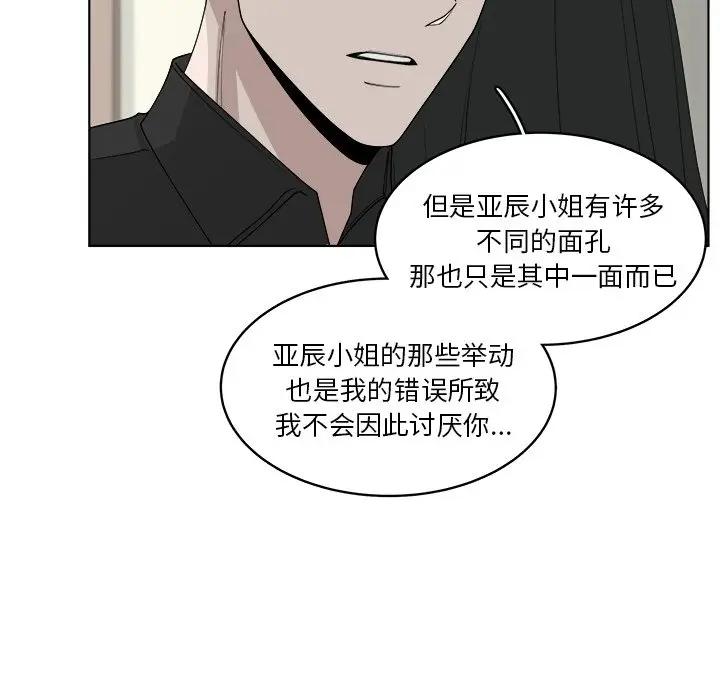 但是亚辰小姐有许多
不同的面孔
那也只是其中一面而已
亚辰小姐的那些举动
也是我的错误所致
我不会因此讨厌你...